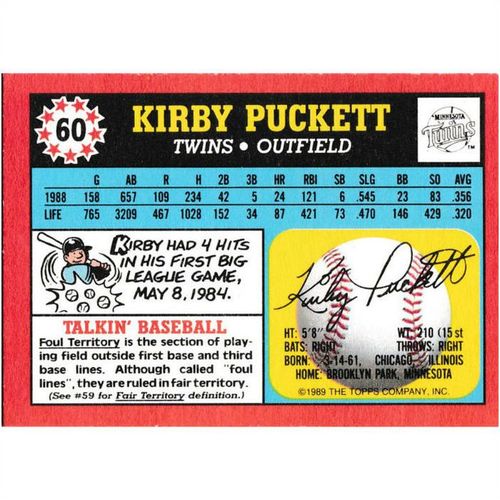 60
KIRBY PUCKETT
TWINS • OUTFIELD
MINNESOTA
Twins
TM
G AB R H 2B 3B HR RBI SB SLG BB SO AVG
1988 158 657 109 234 42 5 24 121 6 .545 23 83 .356
LIFE 765 3209 467 1028 152 34 87 421 73 .470 146 429 .320
KIRBY HAD 4 HITS
IN HIS FIRST BIG
LEAGUE GAME,
MAY 8, 1984.
TALKIN' BASEBALL
Foul Territory is the section of play-
ing field outside first base and third
base lines. Although called "foul
lines", they are ruled in fair territory.
(See #59 for Fair Territory definition.)
Kirby Puckett
HT: 5'8" WT: 210 (15 st
BATS: RIGHT THROWS: RIGHT
BORN: 3-14-61, CHICAGO, ILLINOIS
HOME: BROOKLYN PARK, MINNESOTA
©1989 THE TOPPS COMPANY, INC.